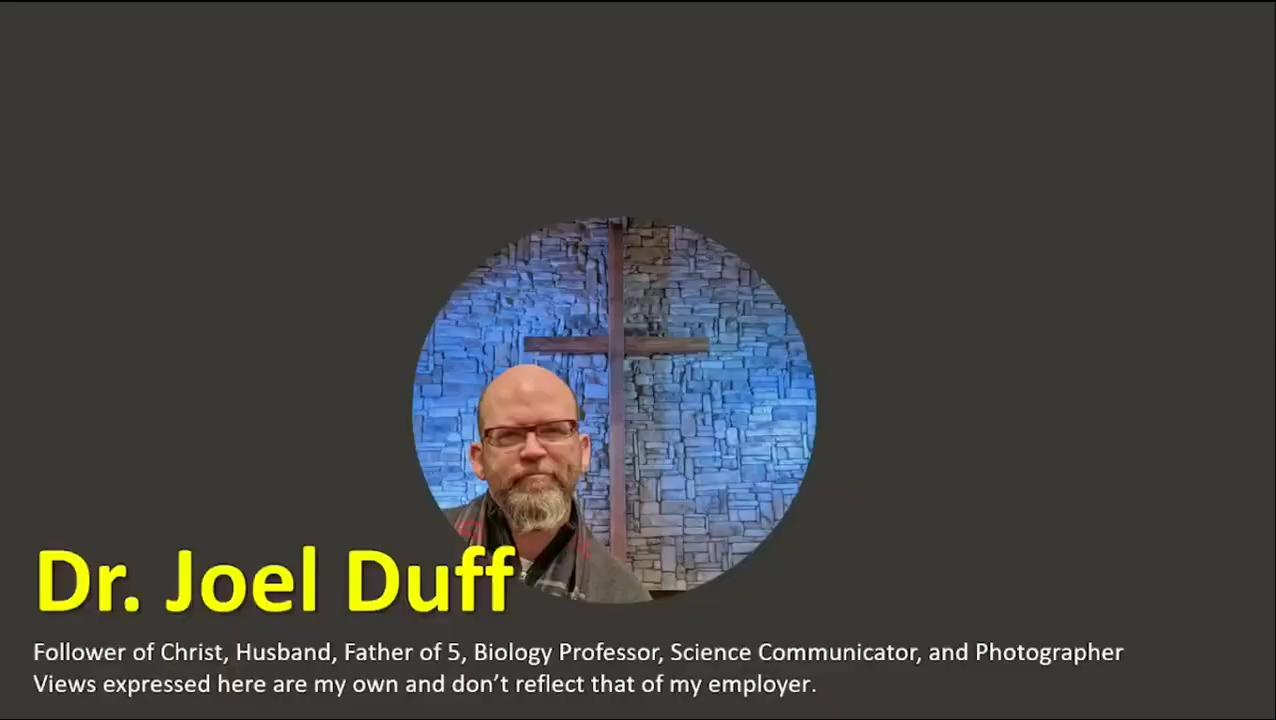 Dr. Joel Duff
Follower of Christ, Husband, Father of 5, Biology Professor, Science Communicator, and Photographer
Views expressed here are my own and don’t reflect that of my employer.